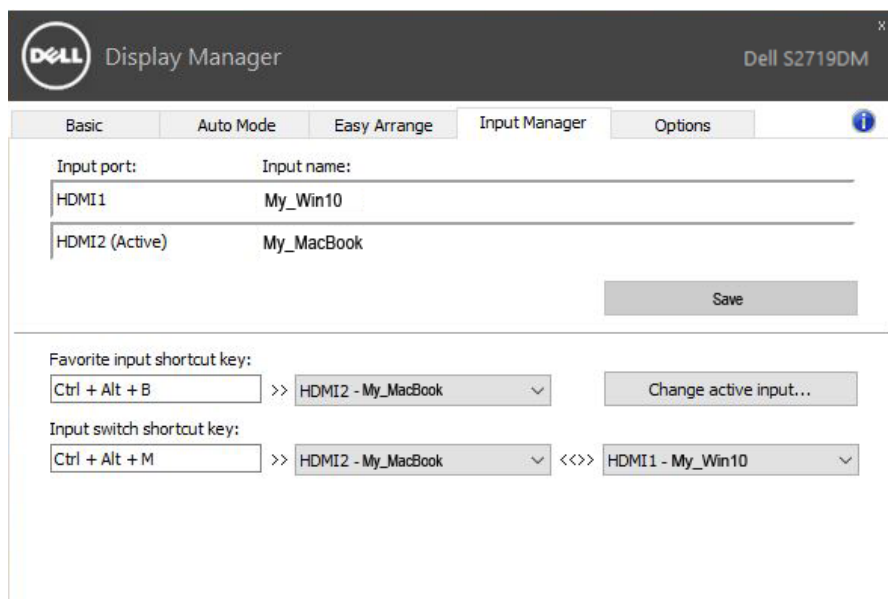 DELL Display Manager
X
Dell S2719DM
Basic Auto Mode Easy Arrange Input Manager Options
i
Input port: Input name:
HDMI1 My_Win10
HDMI2 (Active) My_MacBook
Save
Favorite input shortcut key:
Ctrl + Alt + B >> HDMI2 - My_MacBook Change active input...
Input switch shortcut key:
Ctrl + Alt + M >> HDMI2 - My_MacBook <<>> HDMI1 - My_Win10